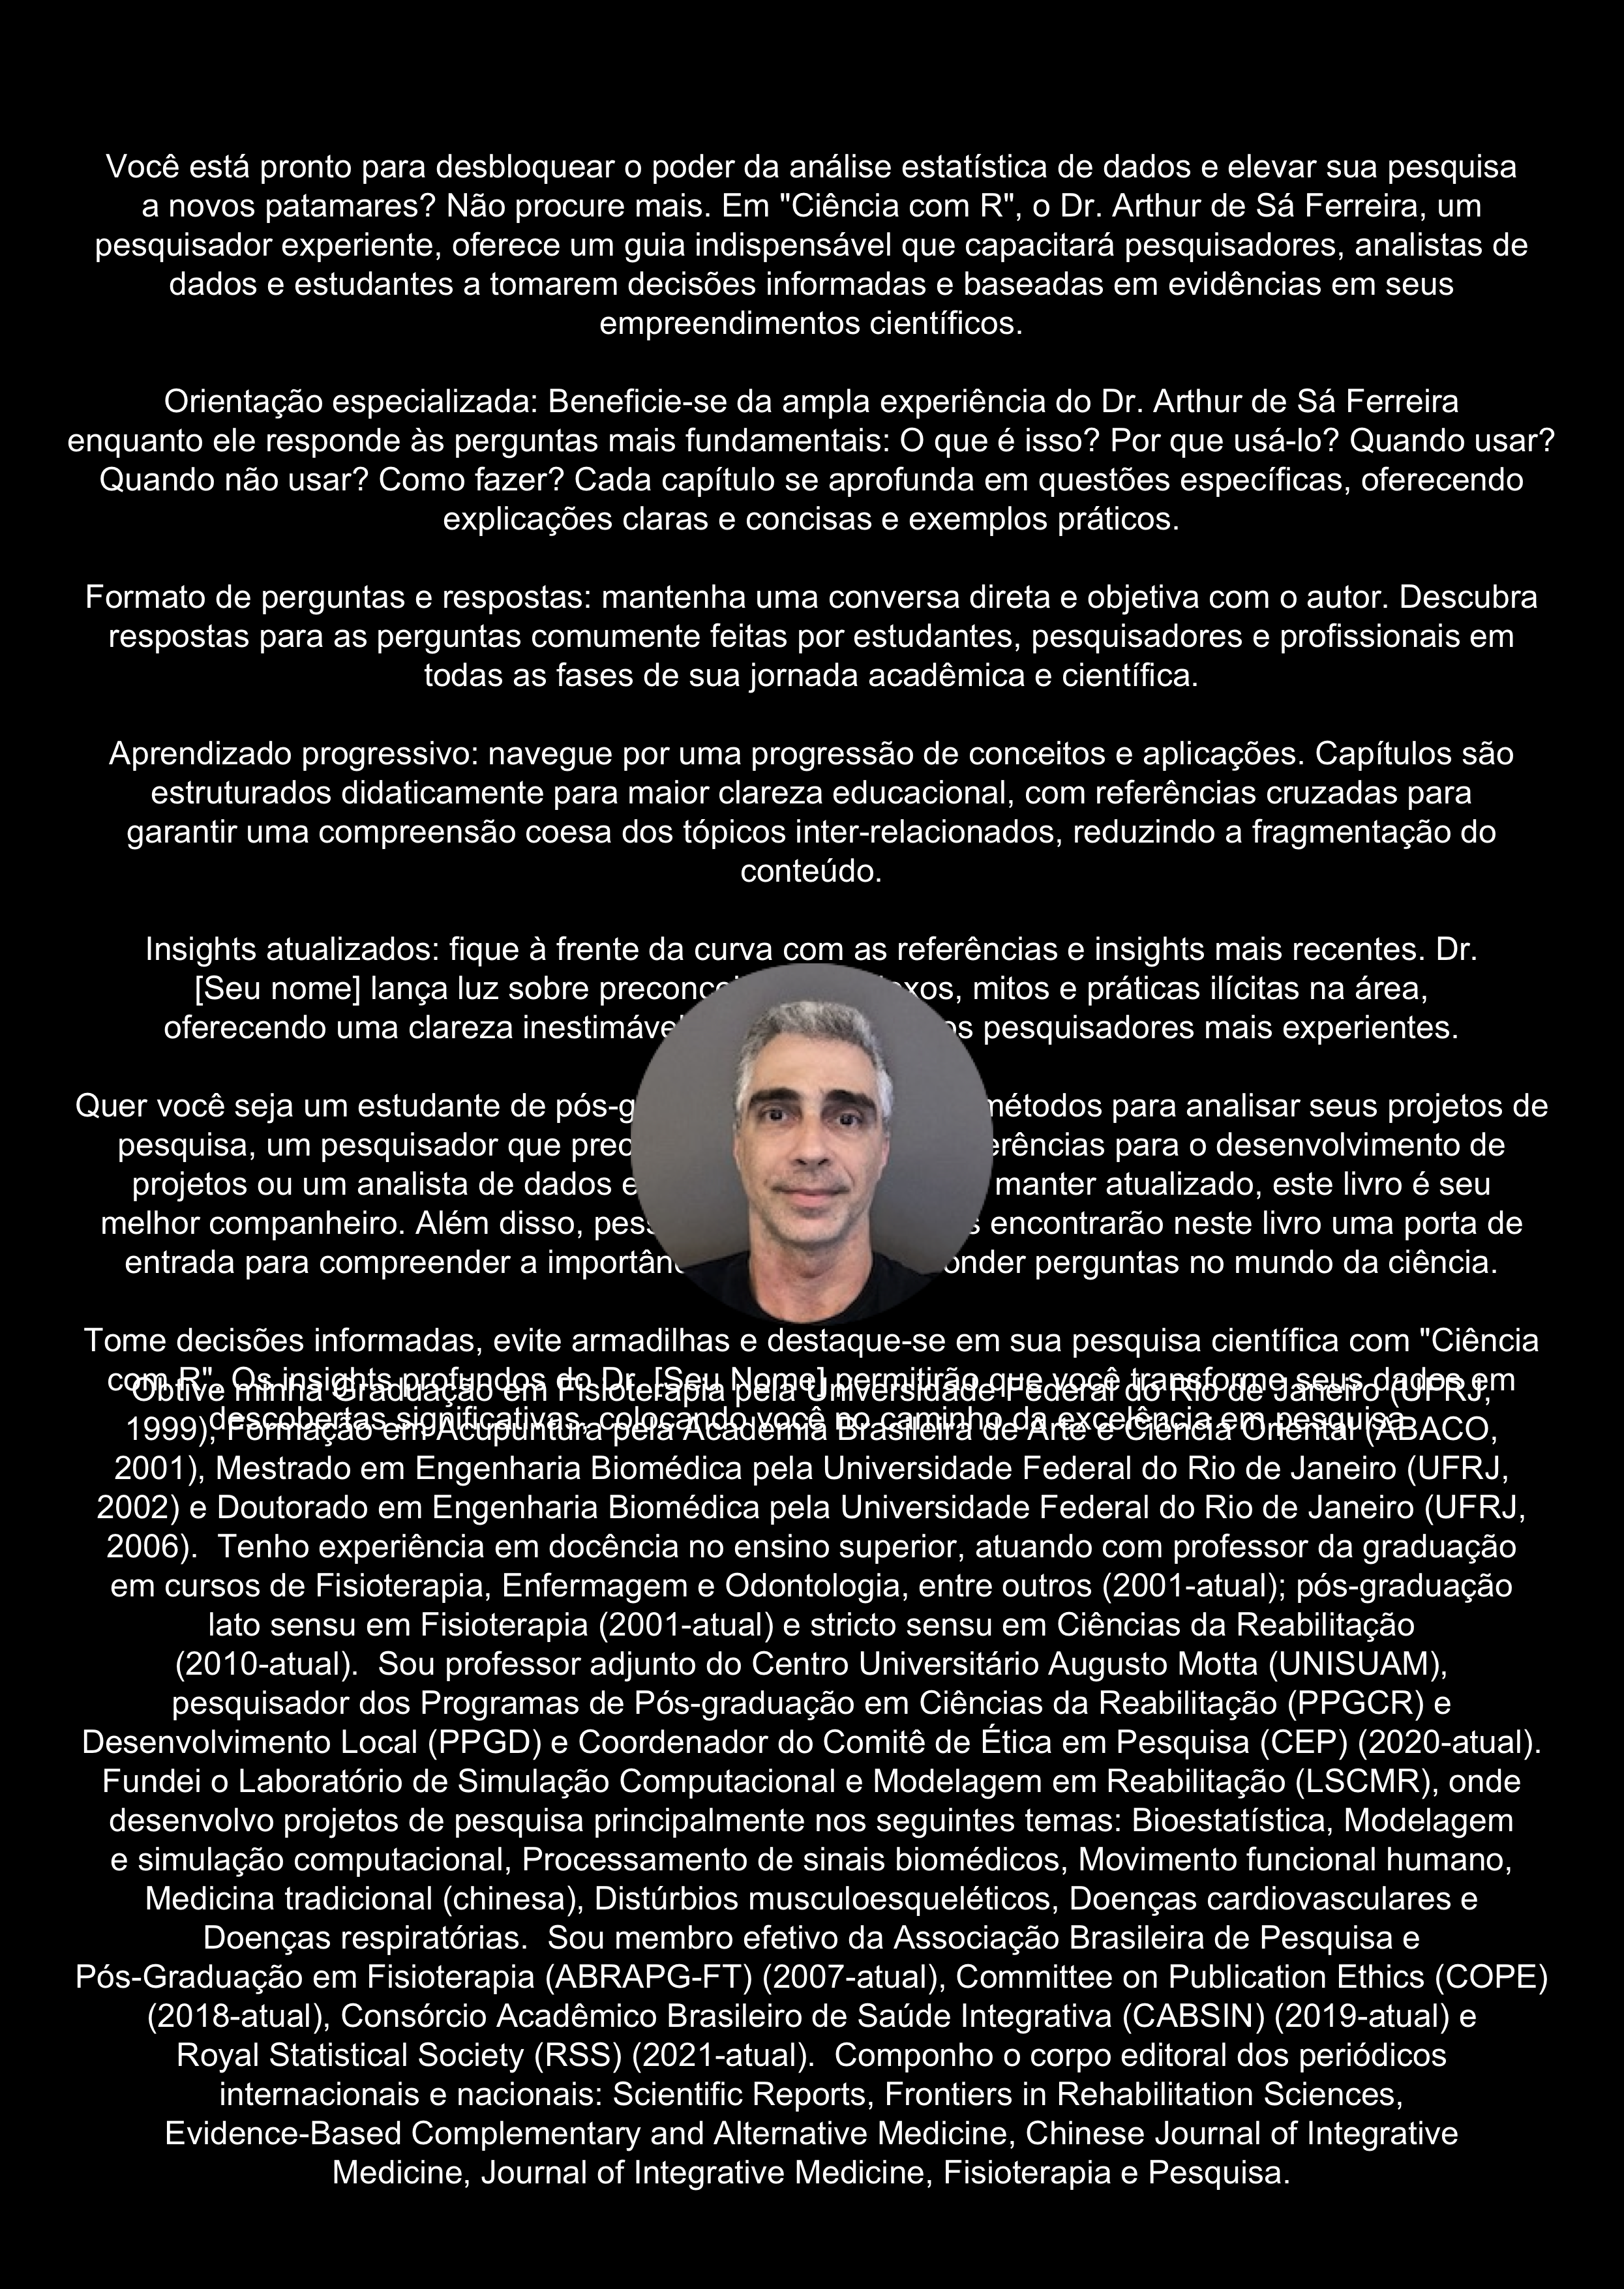 Você está pronto para desbloquear o poder da análise estatística de dados e elevar sua pesquisa
a novos patamares? Não procure mais. Em "Ciência com R", o Dr. Arthur de Sá Ferreira, um
pesquisador experiente, oferece um guia indispensável que capacitará pesquisadores, analistas de
dados e estudantes a tomarem decisões informadas e baseadas em evidências em seus
empreendimentos científicos.
Orientação especializada: Beneficie-se da ampla experiência do Dr. Arthur de Sá Ferreira
enquanto ele responde às perguntas mais fundamentais: O que é isso? Por que usá-lo? Quando usar?
Quando não usar? Como fazer? Cada capítulo se aprofunda em questões específicas, oferecendo
explicações claras e concisas e exemplos práticos.
Formato de perguntas e respostas: mantenha uma conversa direta e objetiva com o autor. Descubra
respostas para as perguntas comumente feitas por estudantes, pesquisadores e profissionais em
todas as fases de sua jornada acadêmica e científica.
Aprendizado progressivo: navegue por uma progressão de conceitos e aplicações. Capítulos são
estruturados didaticamente para maior clareza educacional, com referências cruzadas para
garantir uma compreensão coesa dos tópicos inter-relacionados, reduzindo a fragmentação do
conteúdo.
Insights atualizados: fique à frente da curva com as referências e insights mais recentes. Dr.
[Seu nome] lança luz sobre mitos e práticas ilícitas na área,
oferecendo uma clareza pesquisadores mais experientes.
Quer você seja um estudante de métodos para analisar seus projetos de
pesquisa, um pesquisador que para o desenvolvimento de
projetos ou um analista de dados manter atualizado, este livro é seu
melhor companheiro. Além disso, encontrarão neste livro uma porta de
entrada para compreender a perguntas no mundo da ciência.
Tome decisões informadas, evite armadilhas e destaque-se em sua pesquisa científica com "Ciência
com R". Os insights profundos do Dr. [Seu Nome] permitirão que você transforme seus dados em
Obtive minha Graduação em Fisioterapia pela Universidade Federal do Rio de Janeiro (UFRJ,
descobertas significativas, colocando você no caminho da excelência em pesquisa
1999), Formação em Acupuntura pela Academia Brasileira de Arte e Ciência Oriental (ABACO,
2001), Mestrado em Engenharia Biomédica pela Universidade Federal do Rio de Janeiro (UFRJ,
2002) e Doutorado em Engenharia Biomédica pela Universidade Federal do Rio de Janeiro (UFRJ,
2006). Tenho experiência em docência no ensino superior, atuando com professor da graduação
em cursos de Fisioterapia, Enfermagem e Odontologia, entre outros (2001-atual); pós-graduação
lato sensu em Fisioterapia (2001-atual) e stricto sensu em Ciências da Reabilitação
(2010-atual). Sou professor adjunto do Centro Universitário Augusto Motta (UNISUAM),
pesquisador dos Programas de Pós-graduação em Ciências da Reabilitação (PPGCR) e
Desenvolvimento Local (PPGD) e Coordenador do Comitê de Ética em Pesquisa (CEP) (2020-atual).
Fundei o Laboratório de Simulação Computacional e Modelagem em Reabilitação (LSCMR), onde
desenvolvo projetos de pesquisa principalmente nos seguintes temas: Bioestatística, Modelagem
e simulação computacional, Processamento de sinais biomédicos, Movimento funcional humano,
Medicina tradicional (chinesa), Distúrbios musculoesqueléticos, Doenças cardiovasculares e
Doenças respiratórias. Sou membro efetivo da Associação Brasileira de Pesquisa e
Pós-Graduação em Fisioterapia (ABRAPG-FT) (2007-atual), Committee on Publication Ethics (COPE)
(2018-atual), Consórcio Acadêmico Brasileiro de Saúde Integrativa (CABSIN) (2019-atual) e
Royal Statistical Society (RSS) (2021-atual). Componho o corpo editoral dos periódicos
internacionais e nacionais: Scientific Reports, Frontiers in Rehabilitation Sciences,
Evidence-Based Complementary and Alternative Medicine, Chinese Journal of Integrative
Medicine, Journal of Integrative Medicine, Fisioterapia e Pesquisa.